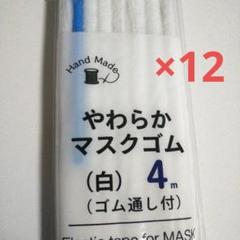 Hand Made
×12
やわらか
マスクゴム
（白） 4m
（ゴム通し付）
Elastic tape for MASK